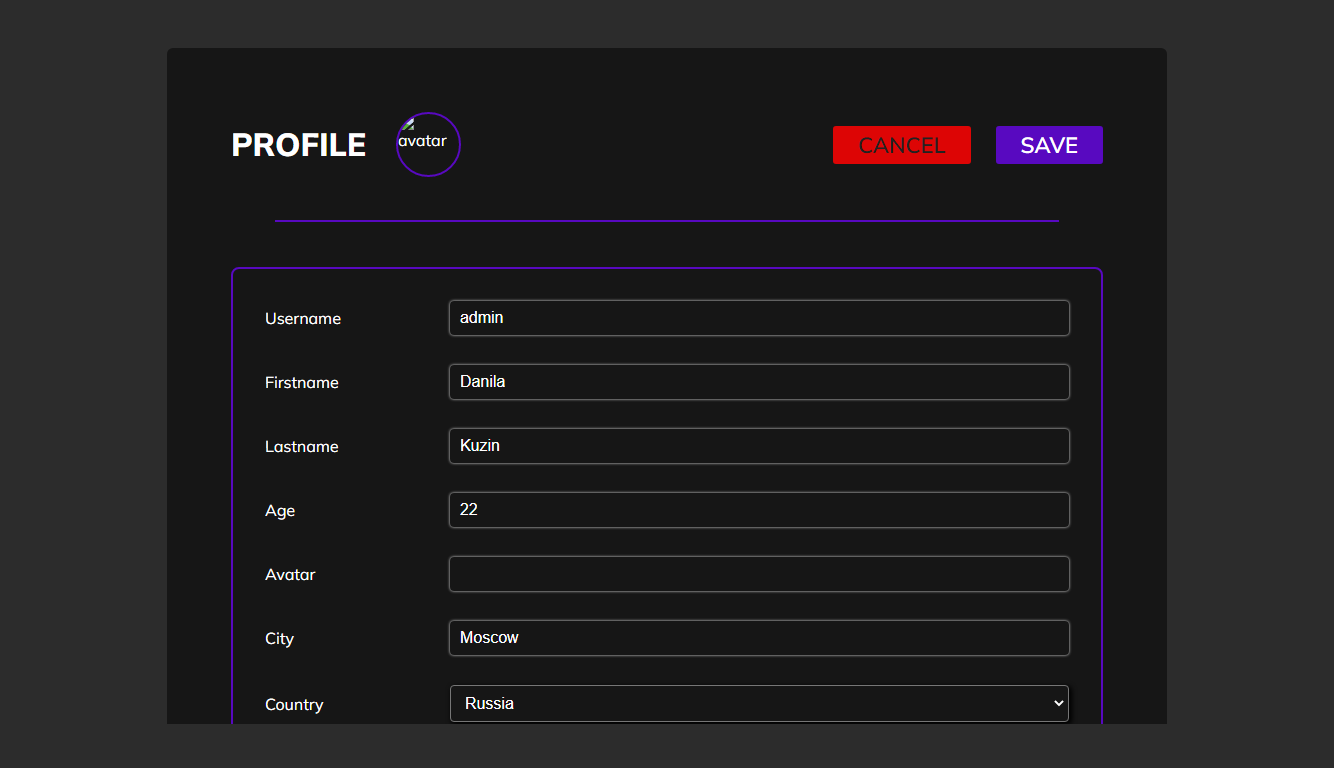 PROFILE avatar CANCEL SAVE
Username admin
Firstname Danila
Lastname Kuzin
Age 22
Avatar
City Moscow
Country Russia